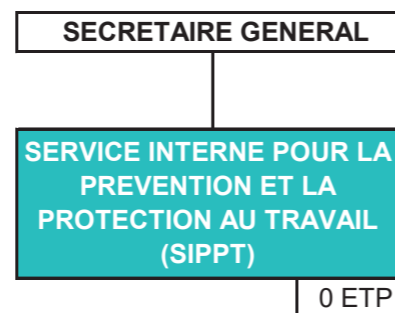 SECRETAIRE GENERAL
SERVICE INTERNE POUR LA
PREVENTION ET LA
PROTECTION AU TRAVAIL
(SIPPT)
0 ETP